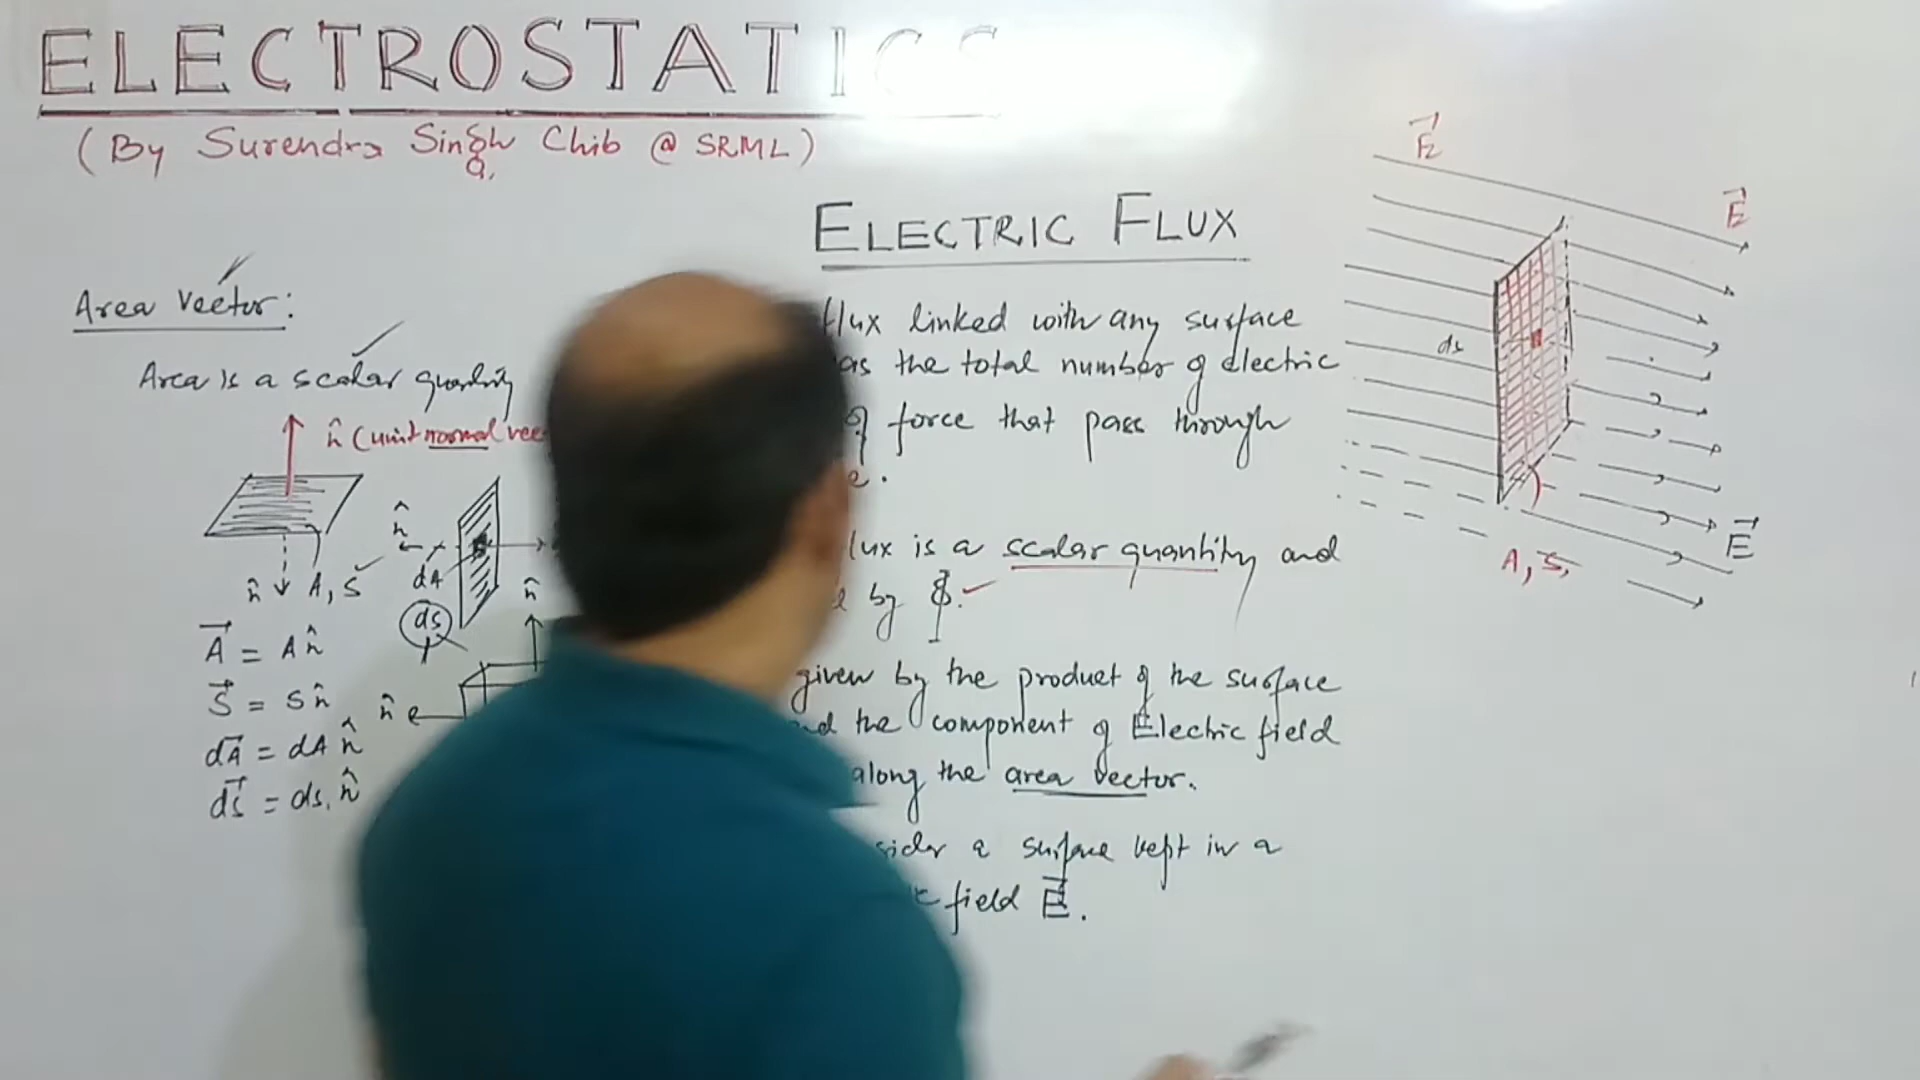 ELECTROSTATICS
(By Surendra Singh Chib @ SRML)
Area Vector:
Area is a scalar quantity
n̂ (unit normal vec
n̂
n̂
A, S
dA
ds
n̂
n̂
A⃗ = A n̂
S⃗ = S n̂
dA⃗ = dA n̂
dS⃗ = ds. n̂
ELECTRIC FLUX
flux linked with any surface
as the total number of electric
of force that pass through
e.
lux is a scalar quantity and
by ϕ.
given by the product of the surface
the component of Electric field
along the area vector.
a surface kept in a
field E⃗.
E⃗
E⃗
ds
E⃗
A, S,